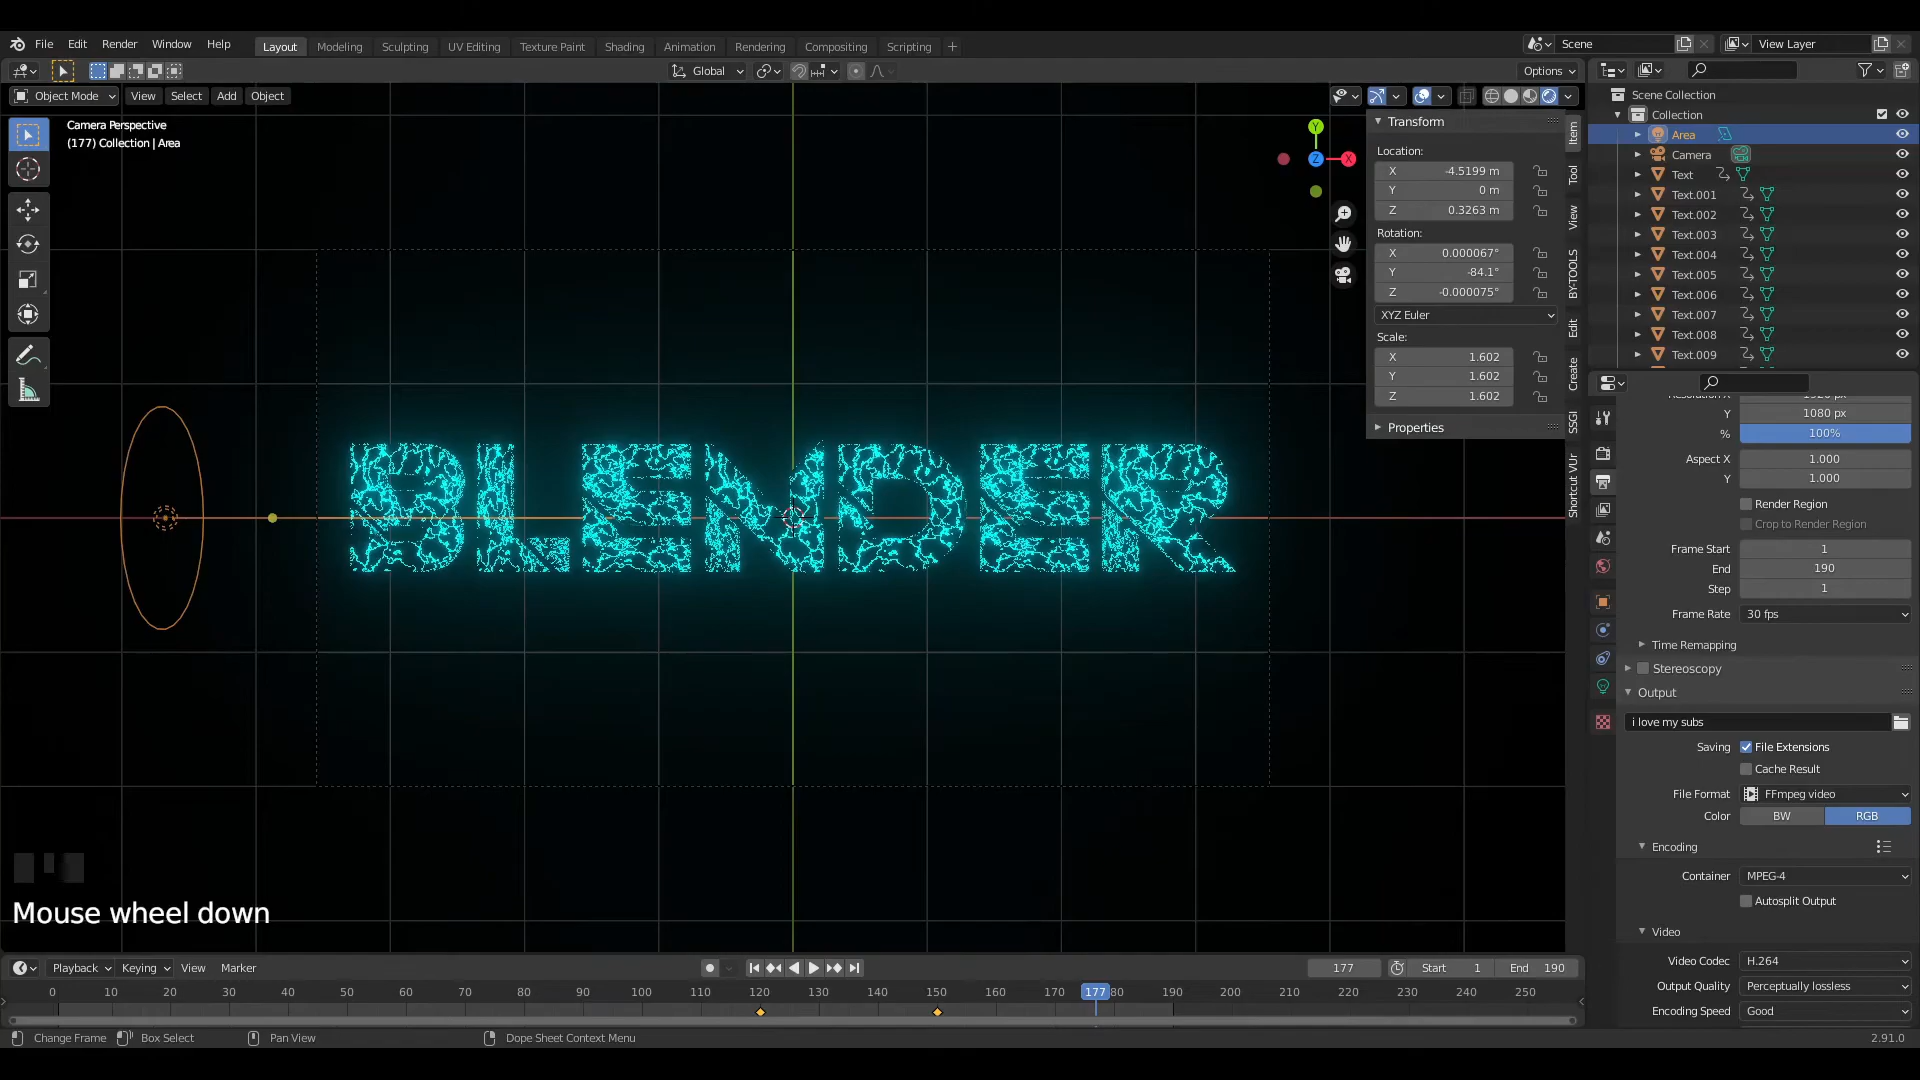 File Edit Render Window Help
Layout Modeling Sculpting UV Editing Texture Paint Shading Animation Rendering Compositing Scripting +
Scene View Layer
Global Options
Object Mode View Select Add Object
Camera Perspective
(177) Collection | Area
BLENDER
Y
Z
X
Transform
Location:
X -4.5199 m
Y 0 m
Z 0.3263 m
Rotation:
X 0.000067°
Y -84.1°
Z -0.000075°
XYZ Euler
Scale:
X 1.602
Y 1.602
Z 1.602
Properties
Item
Tool
View
BY-TOOLS
Edit
Create
SSGI
Shortcut VUr
Scene Collection
Collection
Area
Camera
Text
Text.001
Text.002
Text.003
Text.004
Text.005
Text.006
Text.007
Text.008
Text.009
Y 1080 px
% 100%
Aspect X 1.000
Y 1.000
Render Region
Crop to Render Region
Frame Start 1
End 190
Step 1
Frame Rate 30 fps
Time Remapping
Stereoscopy
Output
i love my subs
Saving File Extensions
Cache Result
File Format FFmpeg video
Color BW RGB
Encoding
Container MPEG-4
Autosplit Output
Video
Video Codec H.264
Output Quality Perceptually lossless
Encoding Speed Good
Mouse wheel down
Playback Keying View Marker 177 Start 1 End 190
0 10 20 30 40 50 60 70 80 90 100 110 120 130 140 150 160 170 177 80 190 200 210 220 230 240 250
Change Frame Box Select Pan View Dope Sheet Context Menu 2.91.0